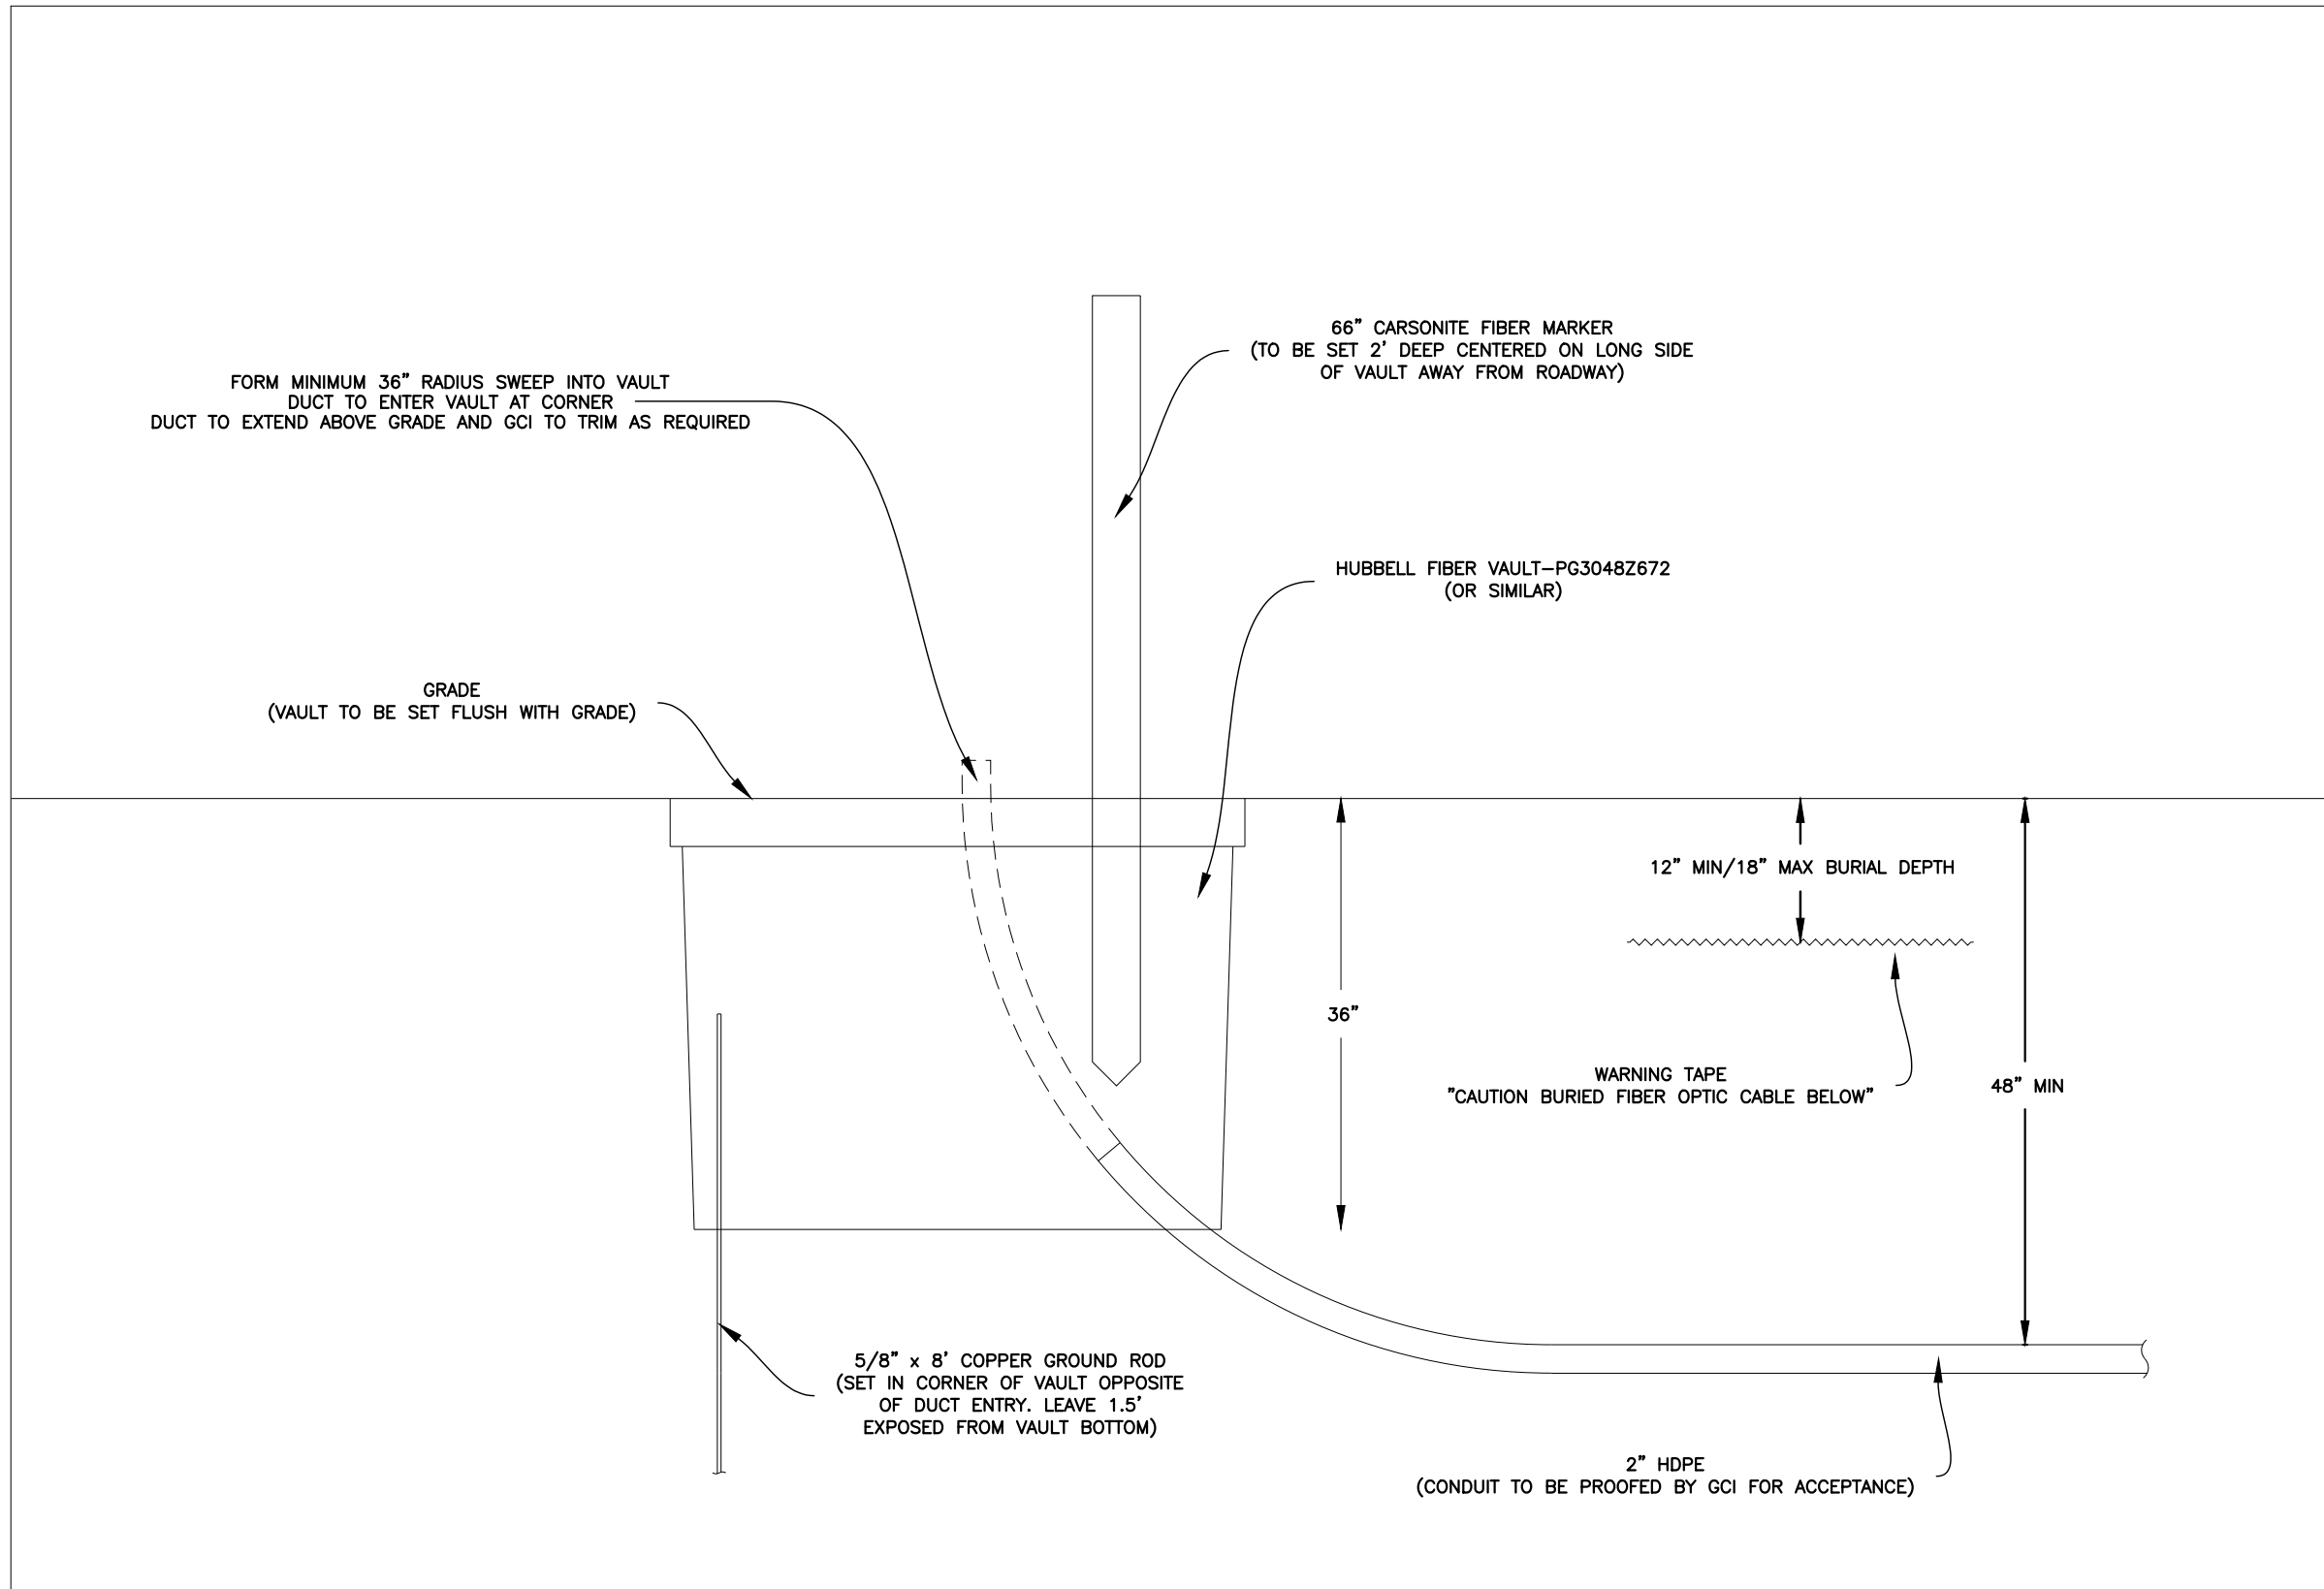 66" CARSONITE FIBER MARKER
(TO BE SET 2' DEEP CENTERED ON LONG SIDE
OF VAULT AWAY FROM ROADWAY)
FORM MINIMUM 36" RADIUS SWEEP INTO VAULT
DUCT TO ENTER VAULT AT CORNER
DUCT TO EXTEND ABOVE GRADE AND GCI TO TRIM AS REQUIRED
HUBBELL FIBER VAULT-PG3048Z672
(OR SIMILAR)
GRADE
(VAULT TO BE SET FLUSH WITH GRADE)
12" MIN/18" MAX BURIAL DEPTH
36"
WARNING TAPE
"CAUTION BURIED FIBER OPTIC CABLE BELOW"
48" MIN
5/8" x 8' COPPER GROUND ROD
(SET IN CORNER OF VAULT OPPOSITE
OF DUCT ENTRY. LEAVE 1.5'
EXPOSED FROM VAULT BOTTOM)
2" HDPE
(CONDUIT TO BE PROOFED BY GCI FOR ACCEPTANCE)